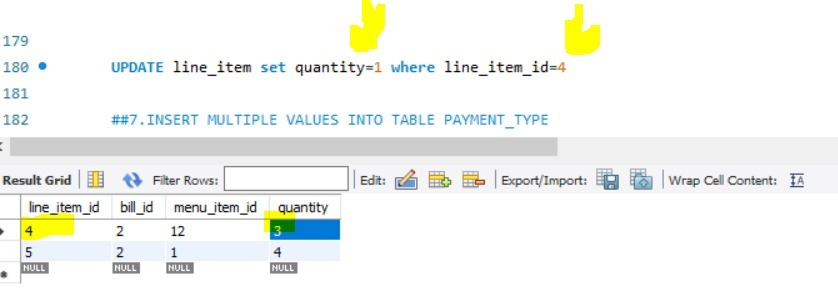 179
180 UPDATE line_item set quantity=1 where line_item_id=4
181
182 ##7.INSERT MULTIPLE VALUES INTO TABLE PAYMENT_TYPE
Result Grid Filter Rows: Edit: Export/Import: Wrap Cell Content:
line_item_id bill_id menu_item_id quantity
4 2 12 3
5 2 1 4
NULL NULL NULL NULL